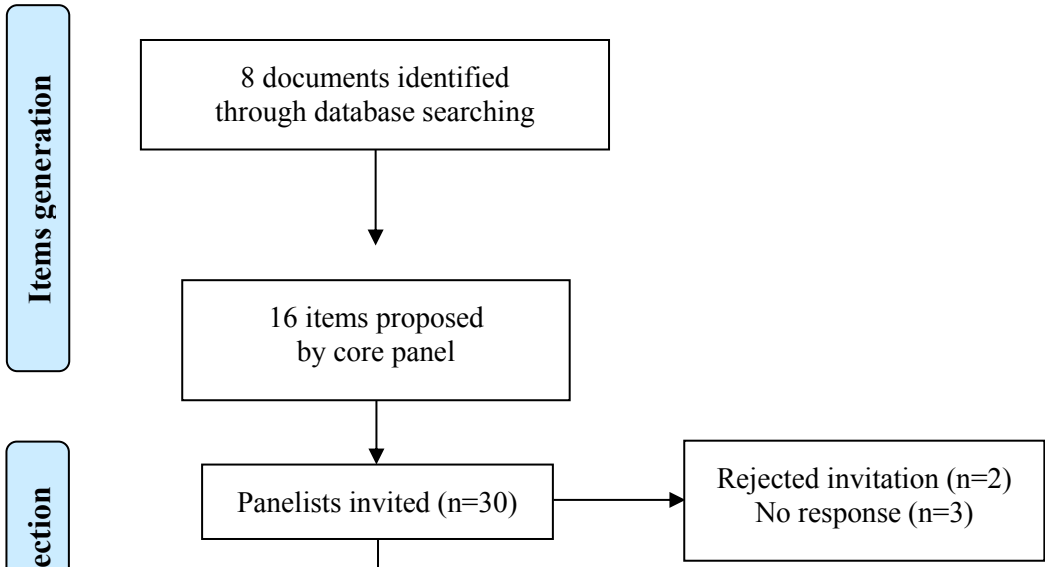 Items generation
8 documents identified
through database searching
16 items proposed
by core panel
Panelists invited (n=30)
Rejected invitation (n=2)
No response (n=3)